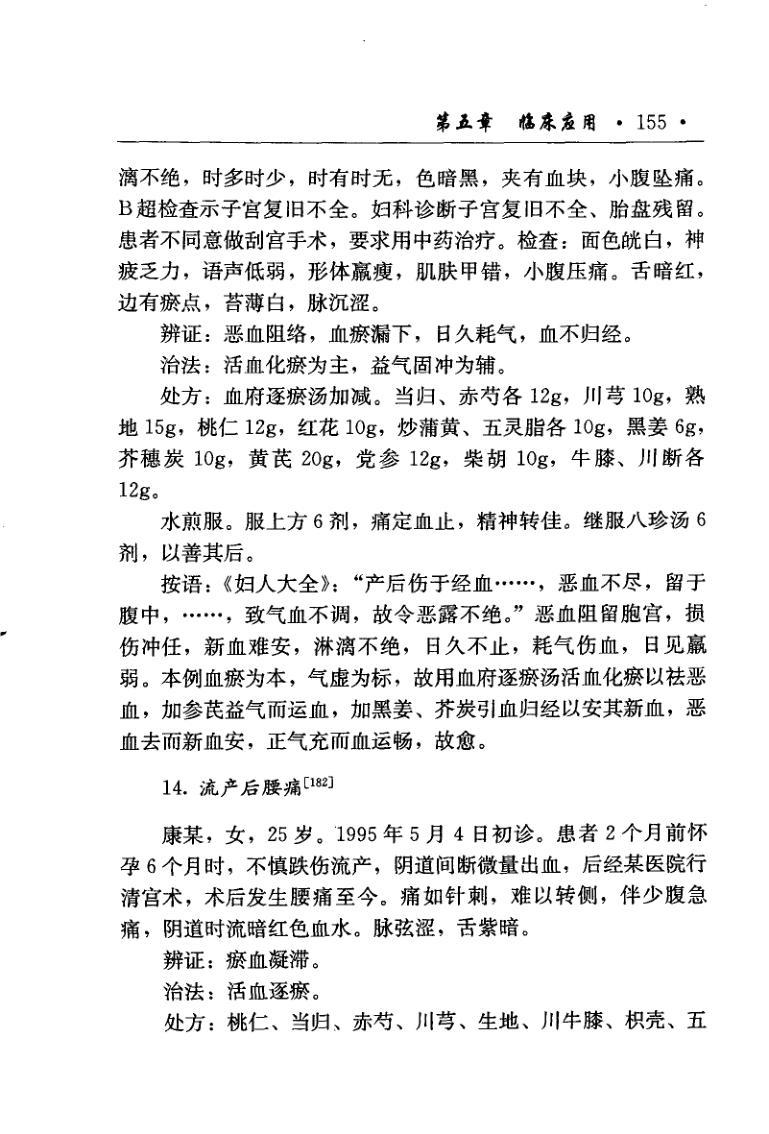 第五章 临床应用 · 155 ·
漓不绝，时多时少，时有时无，色暗黑，夹有血块，小腹坠痛。
B超检查示子宫复旧不全。妇科诊断子宫复旧不全、胎盘残留。
患者不同意做刮宫手术，要求用中药治疗。检查：面色㿠白，神
疲乏力，语声低弱，形体羸瘦，肌肤甲错，小腹压痛。舌暗红，
边有瘀点，苔薄白，脉沉涩。
辨证：恶血阻络，血瘀漏下，日久耗气，血不归经。
治法：活血化瘀为主，益气固冲为辅。
处方：血府逐瘀汤加减。当归、赤芍各 12g，川芎 10g，熟
地 15g，桃仁 12g，红花 10g，炒蒲黄、五灵脂各 10g，黑姜 6g，
芥穗炭 10g，黄芪 20g，党参 12g，柴胡 10g，牛膝、川断各
12g。
水煎服。服上方 6 剂，痛定血止，精神转佳。继服八珍汤 6
剂，以善其后。
按语：《妇人大全》：“产后伤于经血……，恶血不尽，留于
腹中，……，致气血不调，故令恶露不绝。”恶血阻留胞宫，损
伤冲任，新血难安，淋漓不绝，日久不止，耗气伤血，日见羸
弱。本例血瘀为本，气虚为标，故用血府逐瘀汤活血化瘀以祛恶
血，加参芪益气而运血，加黑姜、芥炭引血归经以安其新血，恶
血去而新血安，正气充而血运畅，故愈。
14. 流产后腰痛[182]
康某，女，25 岁。1995 年 5 月 4 日初诊。患者 2 个月前怀
孕 6 个月时，不慎跌伤流产，阴道间断微量出血，后经某医院行
清宫术，术后发生腰痛至今。痛如针刺，难以转侧，伴少腹急
痛，阴道时流暗红色血水。脉弦涩，舌紫暗。
辨证：瘀血凝滞。
治法：活血逐瘀。
处方：桃仁、当归、赤芍、川芎、生地、川牛膝、枳壳、五